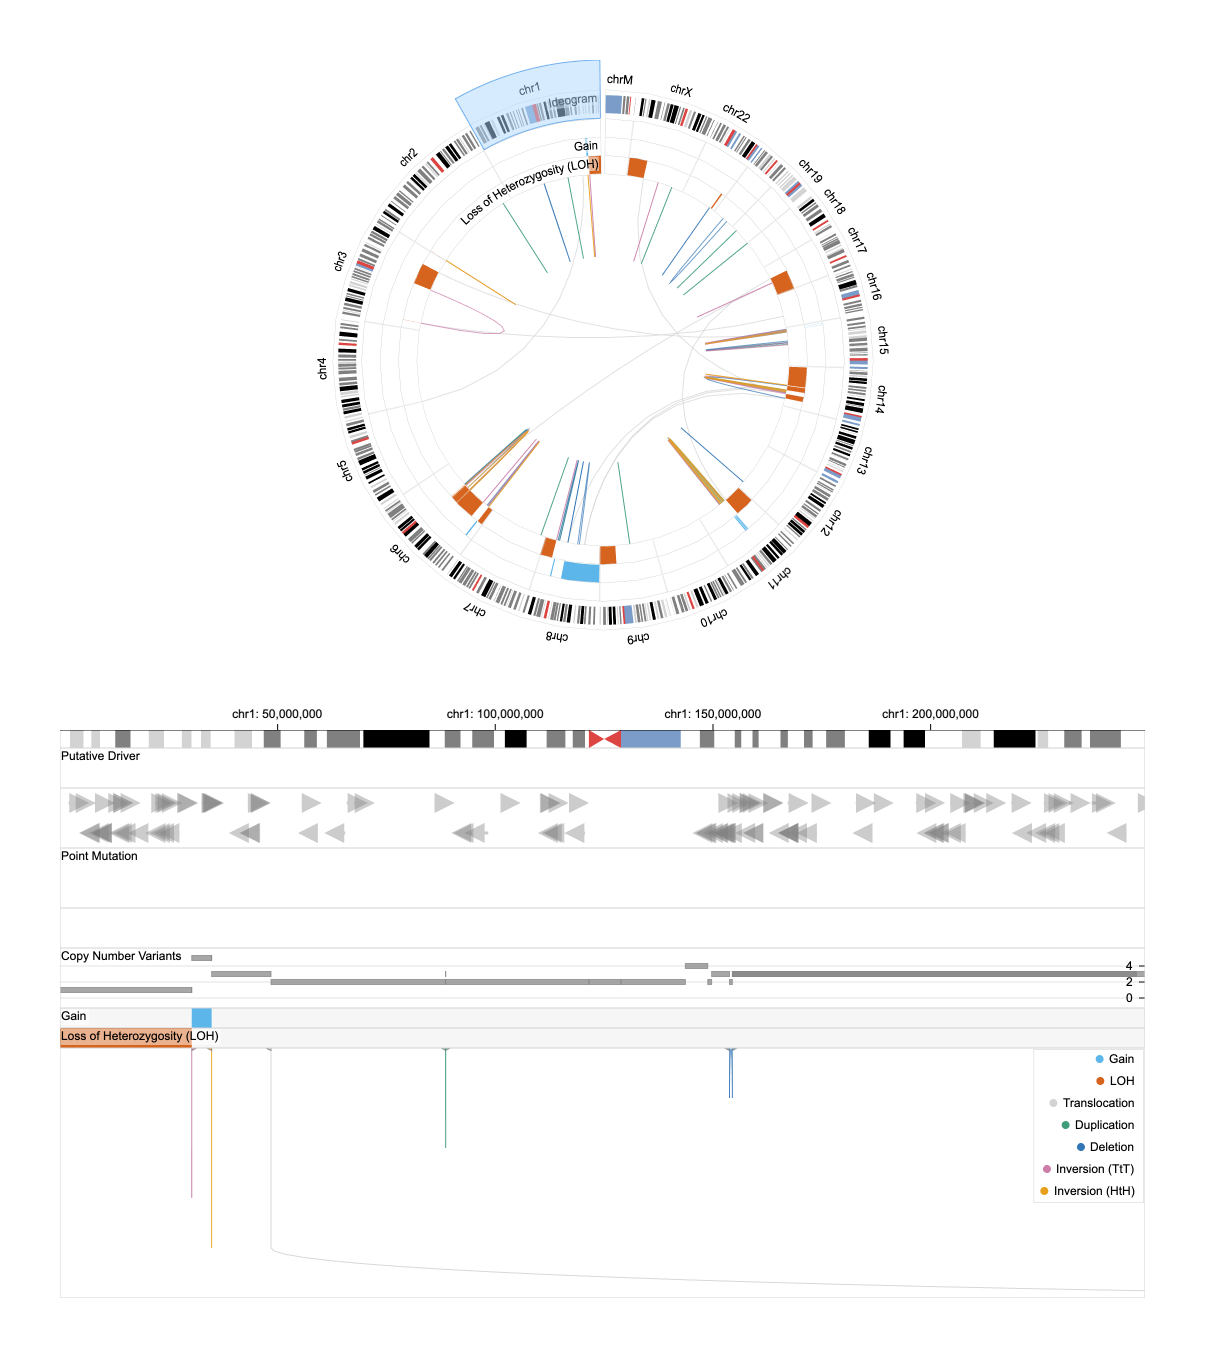 chrM
chrX
chr22
chr19
chr18
chr17
chr16
chr15
chr14
chr13
chr12
chr11
chr10
chr9
chr8
chr7
chr6
chr5
chr4
chr3
chr2
chr1
Ideogram
Gain
Loss of Heterozygosity (LOH)
chr1: 50,000,000
chr1: 100,000,000
chr1: 150,000,000
chr1: 200,000,000
Putative Driver
Point Mutation
Copy Number Variants
4
2
0
Gain
Loss of Heterozygosity (LOH)
Gain
LOH
Translocation
Duplication
Deletion
Inversion (TtT)
Inversion (HtH)